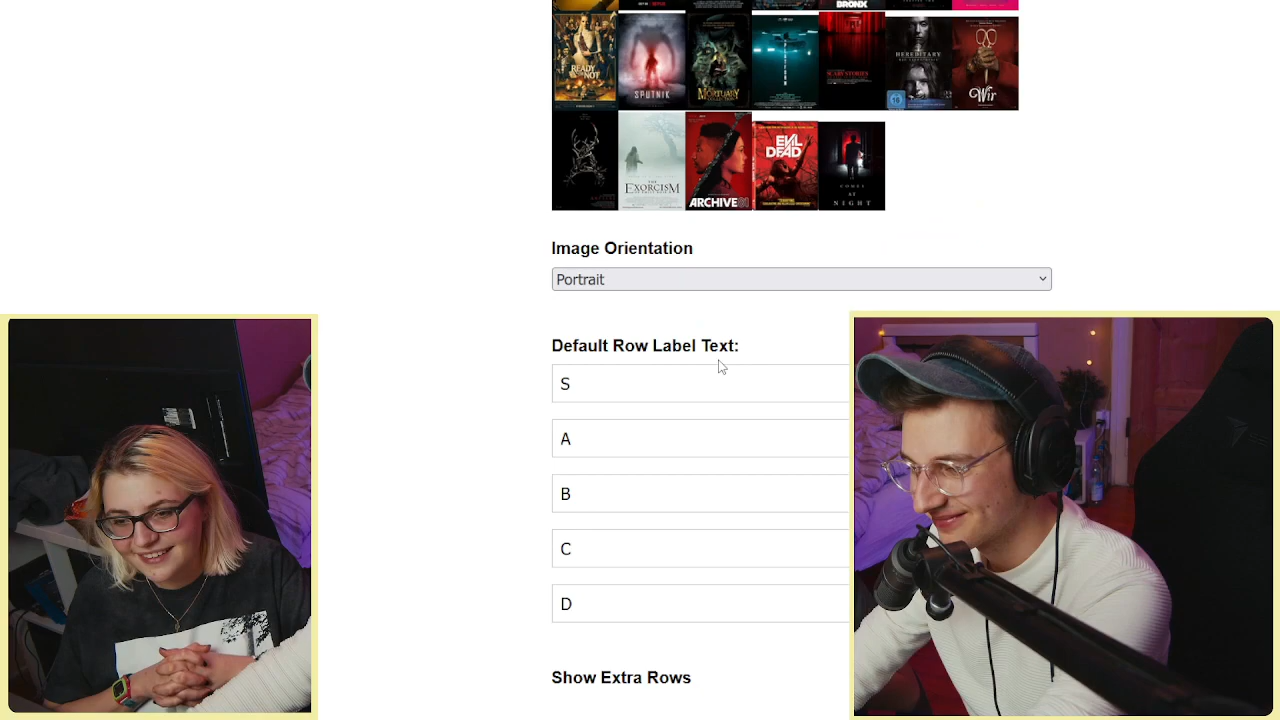 BRONX
READY OR NOT
SPUTNIK
THE MORTUARY COLLECTION
SCARY STORIES
HEREDITARY
Wir
THE
EXORCISM
ARCHIVE 81
EVIL DEAD
COMES
AT
NIGHT
Image Orientation
Portrait
Default Row Label Text:
S
A
B
C
D
Show Extra Rows